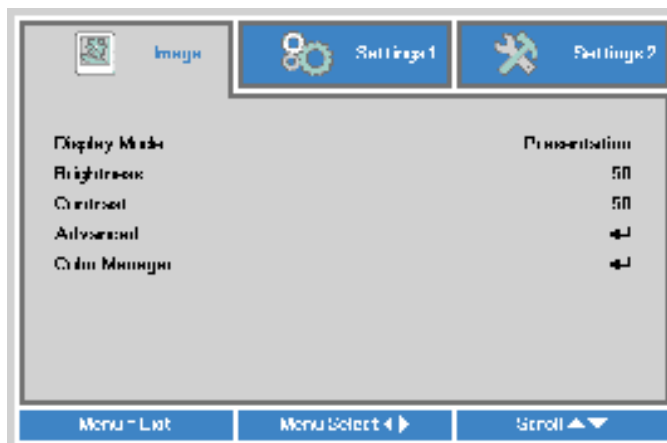 Image Settings 1 Settings 2
Display Mode Presentation
Brightness 50
Contrast 50
Advanced
Color Manager
Menu = Exit Menu Select Scroll